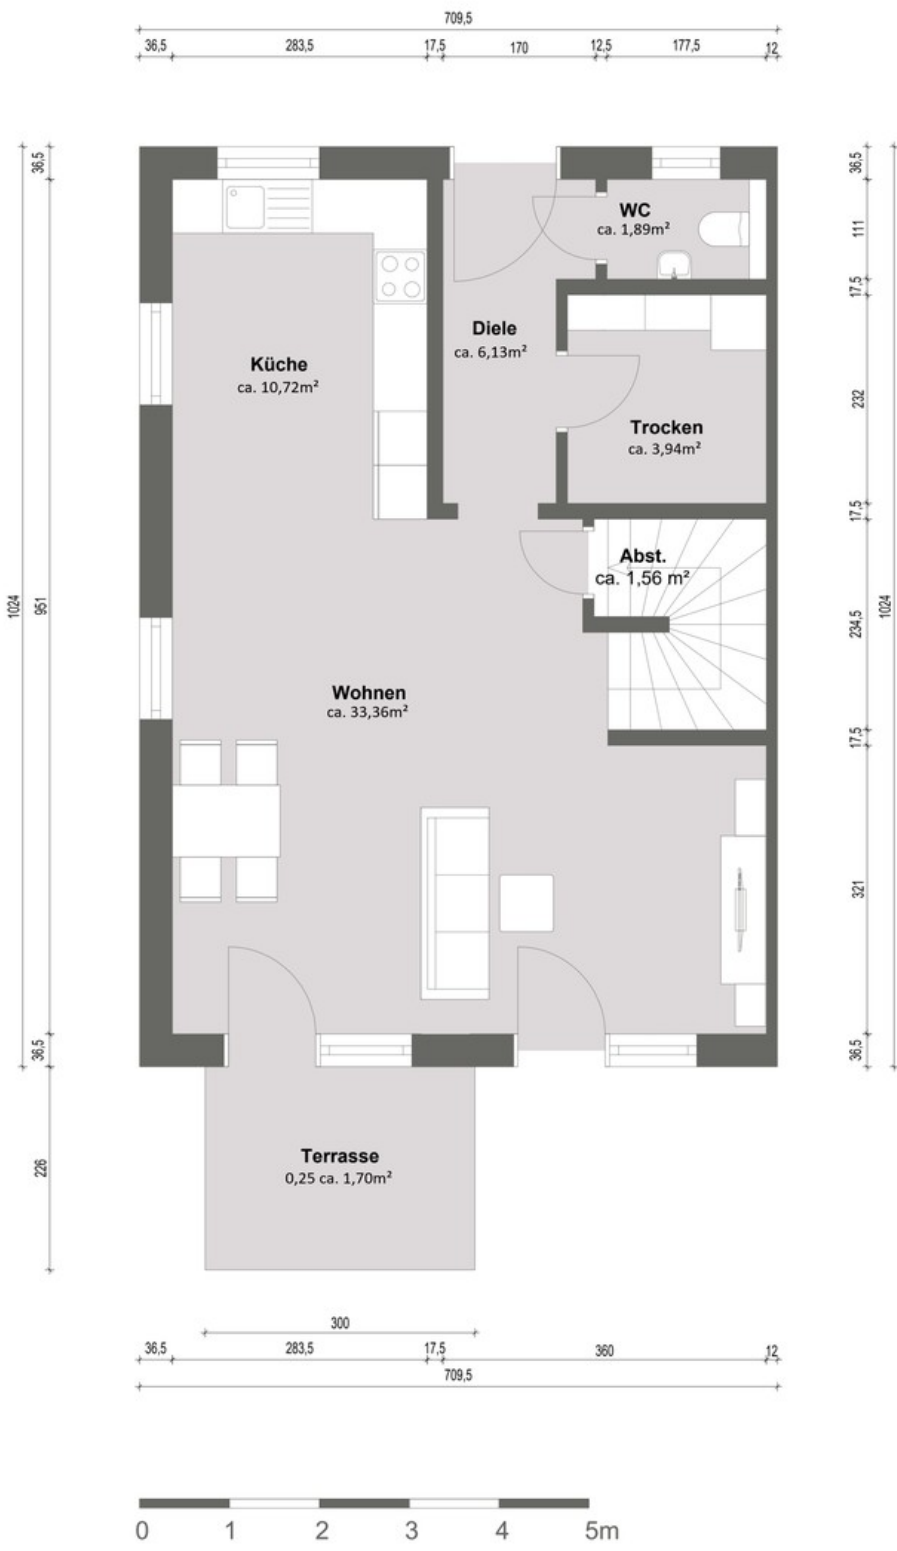 709,5
36,5 283,5 17,5 170 12,5 177,5 12
36,5
36,5
WC
ca. 1,89m²
111
17,5
Diele
ca. 6,13m²
Küche
ca. 10,72m²
232
Trocken
ca. 3,94m²
17,5
Abst.
ca. 1,56 m²
1024
951
234,5
1024
Wohnen
ca. 33,36m²
17,5
321
36,5
36,5
226
Terrasse
0,25 ca. 1,70m²
300
36,5 283,5 17,5 360 12
709,5
0 1 2 3 4 5m